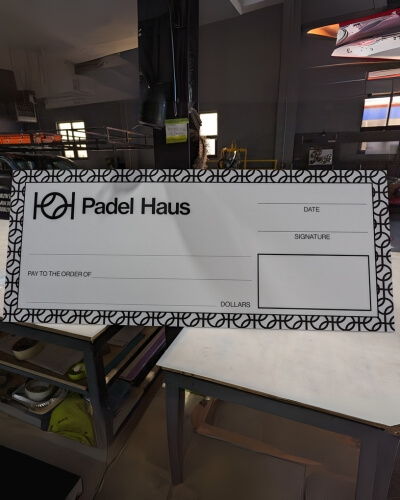 Padel Haus
DATE
SIGNATURE
PAY TO THE ORDER OF
DOLLARS